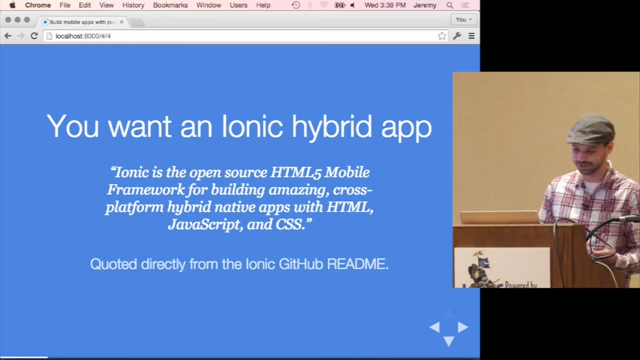 Chrome File Edit View History Bookmarks Window Help Wed 3:39 PM Jeremy
Build mobile apps with Java
You
localhost:8000/#/4
You want an Ionic hybrid app
“Ionic is the open source HTML5 Mobile
Framework for building amazing, cross-
platform hybrid native apps with HTML,
JavaScript, and CSS.”
Quoted directly from the Ionic GitHub README.
Powered by